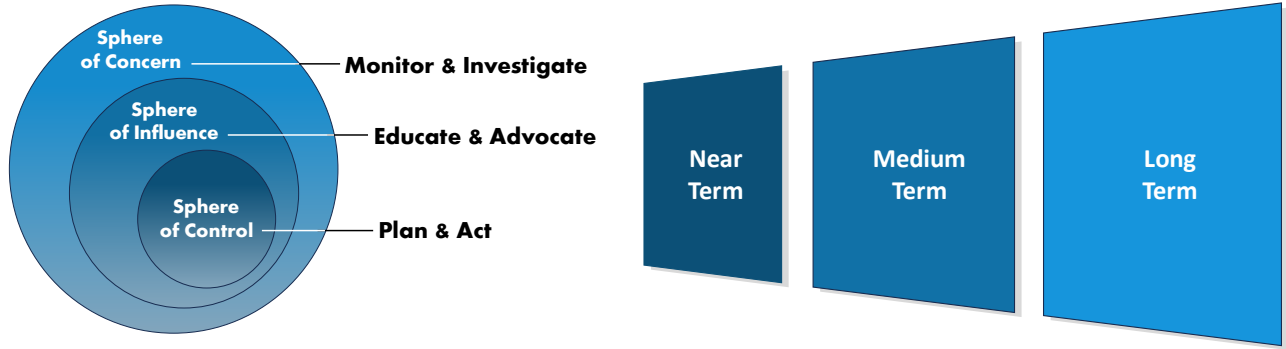 Sphere
of Concern
Monitor & Investigate
Sphere
of Influence
Educate & Advocate
Sphere
of Control
Plan & Act
Near
Term
Medium
Term
Long
Term